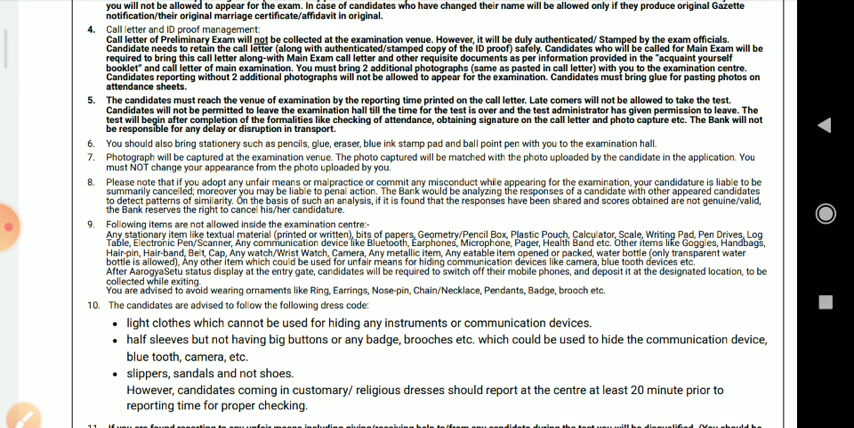 you will not be allowed to appear for the exam. In case of candidates who have changed their name will be allowed only if they produce original Gazette
notification/their original marriage certificate/affidavit in original.
4. Call letter and ID proof management:
Call letter of Preliminary Exam will not be collected at the examination venue. However, it will be duly authenticated/ Stamped by the exam officials.
Candidate needs to retain the call letter (along with authenticated/stamped copy of the ID proof) safely. Candidates who will be called for Main Exam will be
required to bring this call letter along-with Main Exam call letter and other requisite documents as per information provided in the "acquaint yourself
booklet" and call letter of main examination. You must bring 2 additional photographs (same as pasted in call letter) with you to the examination centre.
Candidates reporting without 2 additional photographs will not be allowed to appear for the examination. Candidates must bring glue for pasting photos on
attendance sheets.
5. The candidates must reach the venue of examination by the reporting time printed on the call letter. Late comers will not be allowed to take the test.
Candidates will not be permitted to leave the examination hall till the time for the test is over and the test administrator has given permission to leave. The
test will begin after completion of the formalities like checking of attendance, obtaining signature on the call letter and photo capture etc. The Bank will not
be responsible for any delay or disruption in transport.
6. You should also bring stationery such as pencils, glue, eraser, blue ink stamp pad and ball point pen with you to the examination hall.
7. Photograph will be captured at the examination venue. The photo captured will be matched with the photo uploaded by the candidate in the application. You
must NOT change your appearance from the photo uploaded by you.
8. Please note that if you adopt any unfair means or malpractice or commit any misconduct while appearing for the examination, your candidature is liable to be
summarily cancelled; moreover you may be liable to penal action. The Bank would be analyzing the responses of a candidate with other appeared candidates
to detect patterns of similarity. On the basis of such an analysis, if it is found that the responses have been shared and scores obtained are not genuine/valid,
the Bank reserves the right to cancel his/her candidature.
9. Following items are not allowed inside the examination centre:-
Any stationary item like textual material (printed or written), bits of papers, Geometry/Pencil Box, Plastic Pouch, Calculator, Scale, Writing Pad, Pen Drives, Log
Table, Electronic Pen/Scanner, Any communication device like Bluetooth, Earphones, Microphone, Pager, Health Band etc. Other items like Goggles, Handbags,
Hair-pin, Hair-band, Belt, Cap, Any watch/Wrist Watch, Camera, Any metallic item, Any eatable item opened or packed, water bottle (only transparent water
bottle is allowed), Any other item which could be used for unfair means for hiding communication devices like camera, blue tooth devices etc.
After AarogyaSetu status display at the entry gate, candidates will be required to switch off their mobile phones, and deposit it at the designated location, to be
collected while exiting.
You are advised to avoid wearing ornaments like Ring, Earrings, Nose-pin, Chain/Necklace, Pendants, Badge, brooch etc.
10. The candidates are advised to follow the following dress code:
• light clothes which cannot be used for hiding any instruments or communication devices.
• half sleeves but not having big buttons or any badge, brooches etc. which could be used to hide the communication device,
blue tooth, camera, etc.
• slippers, sandals and not shoes.
However, candidates coming in customary/ religious dresses should report at the centre at least 20 minute prior to
reporting time for proper checking.